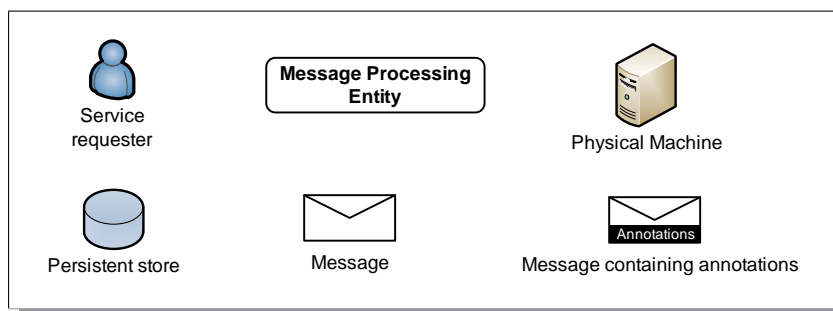 Service
requester
Message Processing
Entity
Physical Machine
Persistent store
Message
Annotations
Message containing annotations